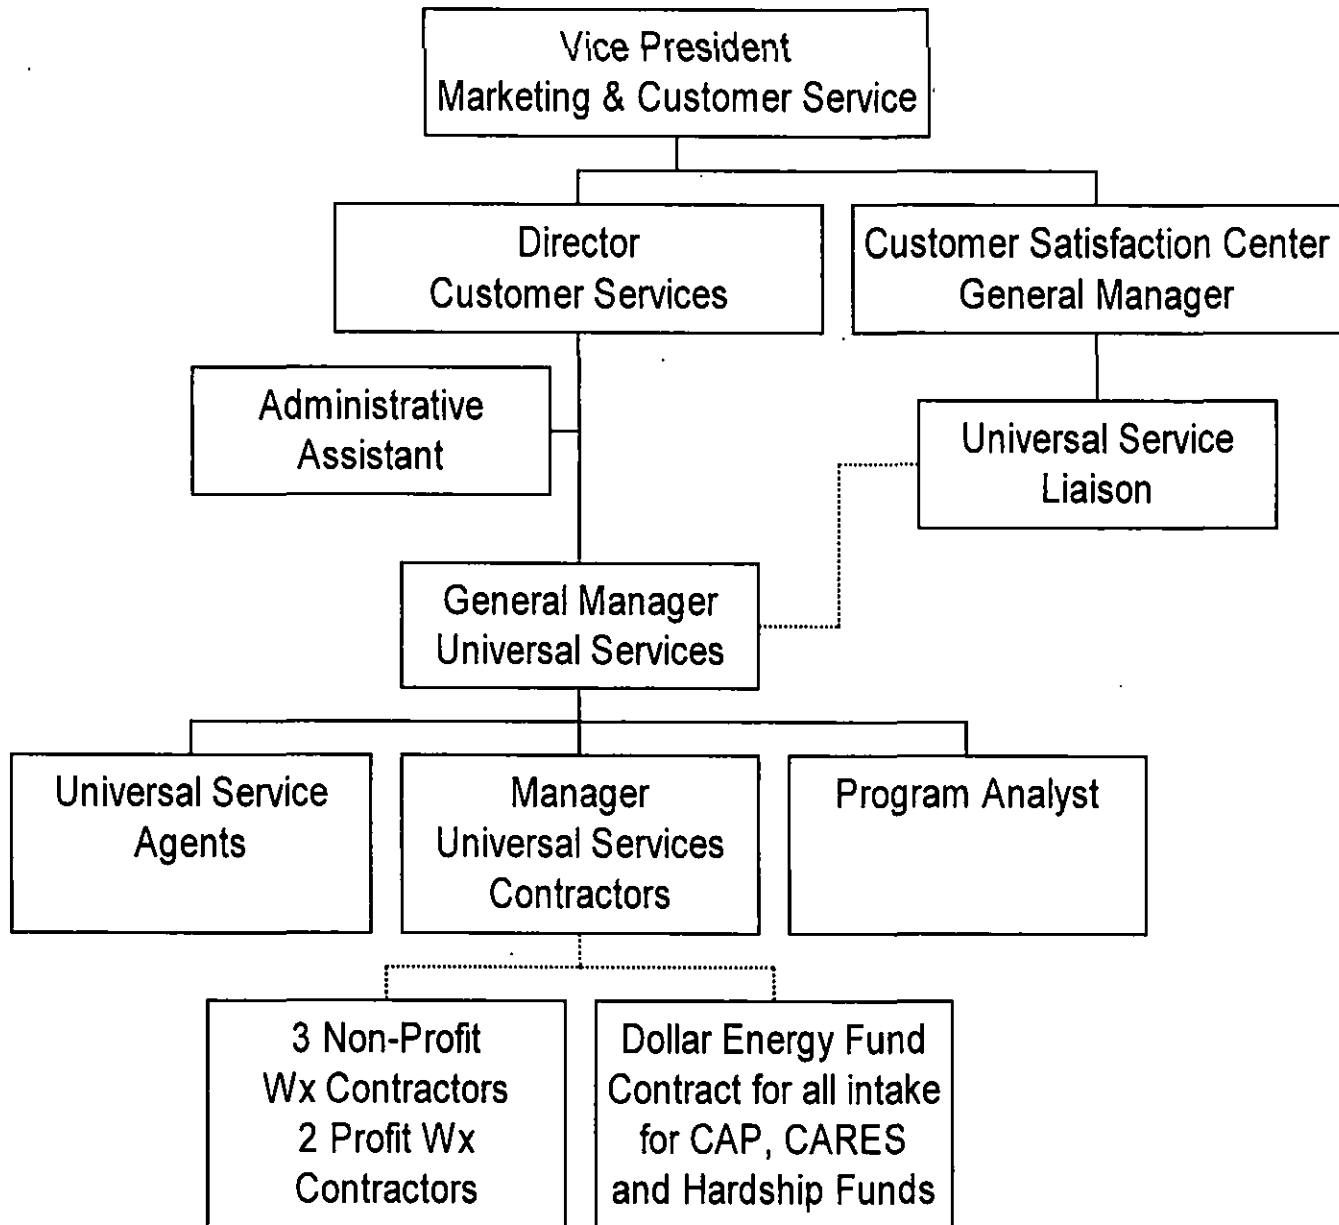 Vice President
Marketing & Customer Service
Director
Customer Services
Customer Satisfaction Center
General Manager
Administrative
Assistant
Universal Service
Liaison
General Manager
Universal Services
Universal Service
Agents
Manager
Universal Services
Contractors
Program Analyst
3 Non-Profit
Wx Contractors
2 Profit Wx
Contractors
Dollar Energy Fund
Contract for all intake
for CAP, CARES
and Hardship Funds